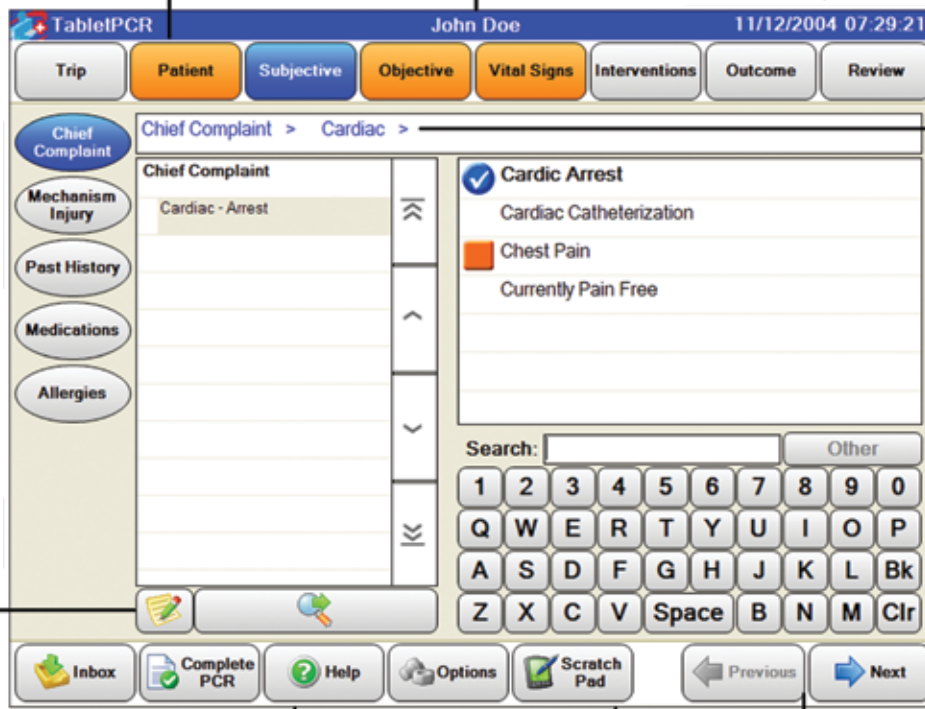 TabletPCR John Doe 11/12/2004 07:29:21
Trip Patient Subjective Objective Vital Signs Interventions Outcome Review
Chief Complaint
Mechanism Injury
Past History
Medications
Allergies
Chief Complaint > Cardiac >
Chief Complaint
Cardiac - Arrest
Cardic Arrest
Cardiac Catheterization
Chest Pain
Currently Pain Free
Search: Other
1 2 3 4 5 6 7 8 9 0
Q W E R T Y U I O P
A S D F G H J K L Bk
Z X C V Space B N M Clr
Inbox Complete PCR Help Options Scratch Pad Previous Next